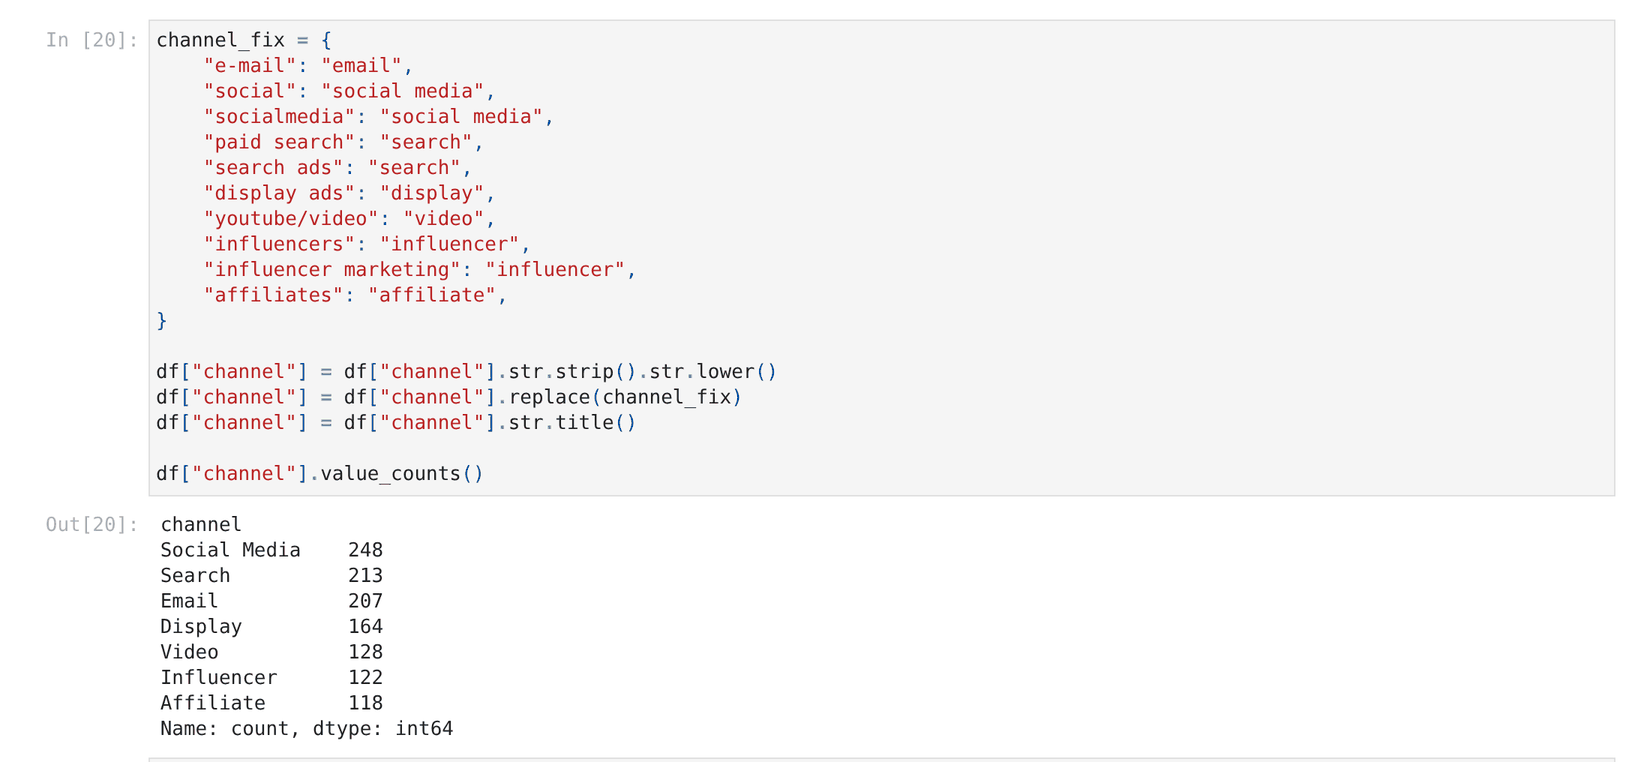 In [20]:
channel_fix = {
    "e-mail": "email",
    "social": "social media",
    "socialmedia": "social media",
    "paid search": "search",
    "search ads": "search",
    "display ads": "display",
    "youtube/video": "video",
    "influencers": "influencer",
    "influencer marketing": "influencer",
    "affiliates": "affiliate",
}

df["channel"] = df["channel"].str.strip().str.lower()
df["channel"] = df["channel"].replace(channel_fix)
df["channel"] = df["channel"].str.title()

df["channel"].value_counts()
Out[20]:
channel
Social Media    248
Search          213
Email           207
Display         164
Video           128
Influencer      122
Affiliate       118
Name: count, dtype: int64